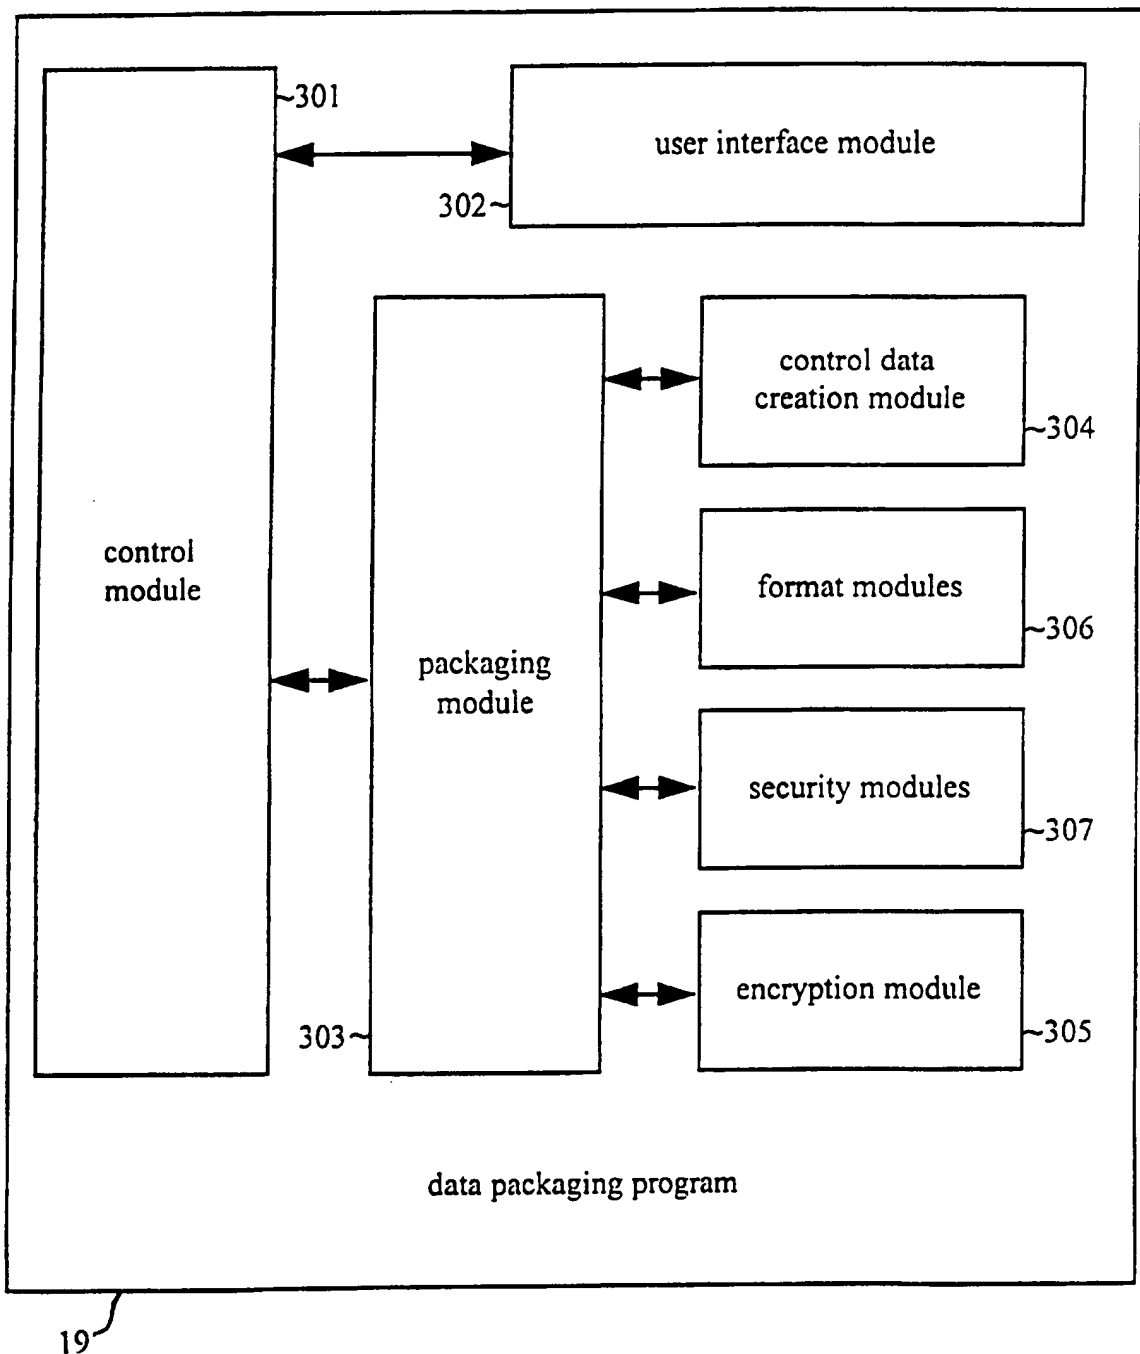 301
user interface module
302
control data
creation module
304
control
module
format modules
306
packaging
module
security modules
307
encryption module
303
305
data packaging program
19